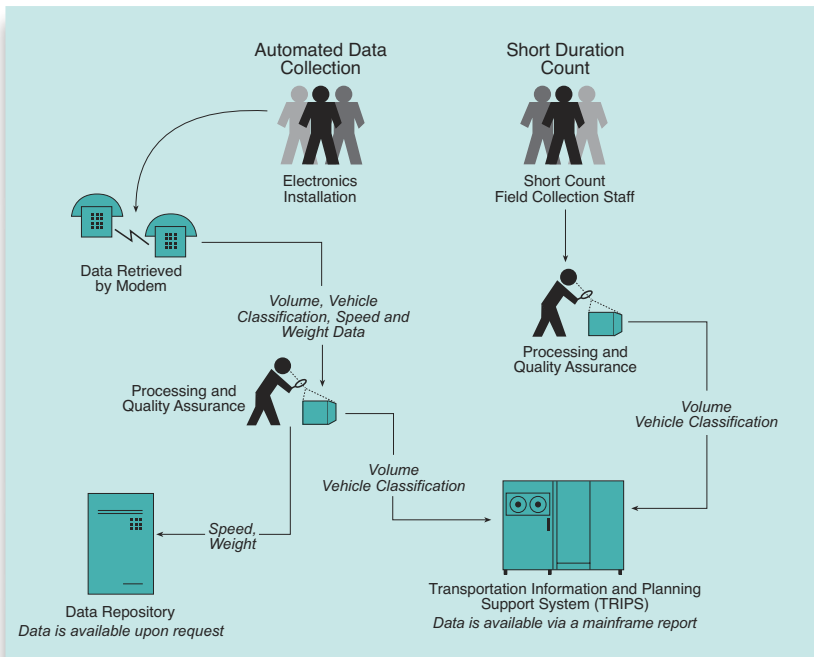 Automated Data
Collection
Electronics
Installation
Short Duration
Count
Short Count
Field Collection Staff
Data Retrieved
by Modem
Volume, Vehicle
Classification, Speed and
Weight Data
Processing and
Quality Assurance
Processing and
Quality Assurance
Volume
Vehicle Classification
Volume
Vehicle Classification
Speed,
Weight
Data Repository
Data is available upon request
Transportation Information and Planning
Support System (TRIPS)
Data is available via a mainframe report